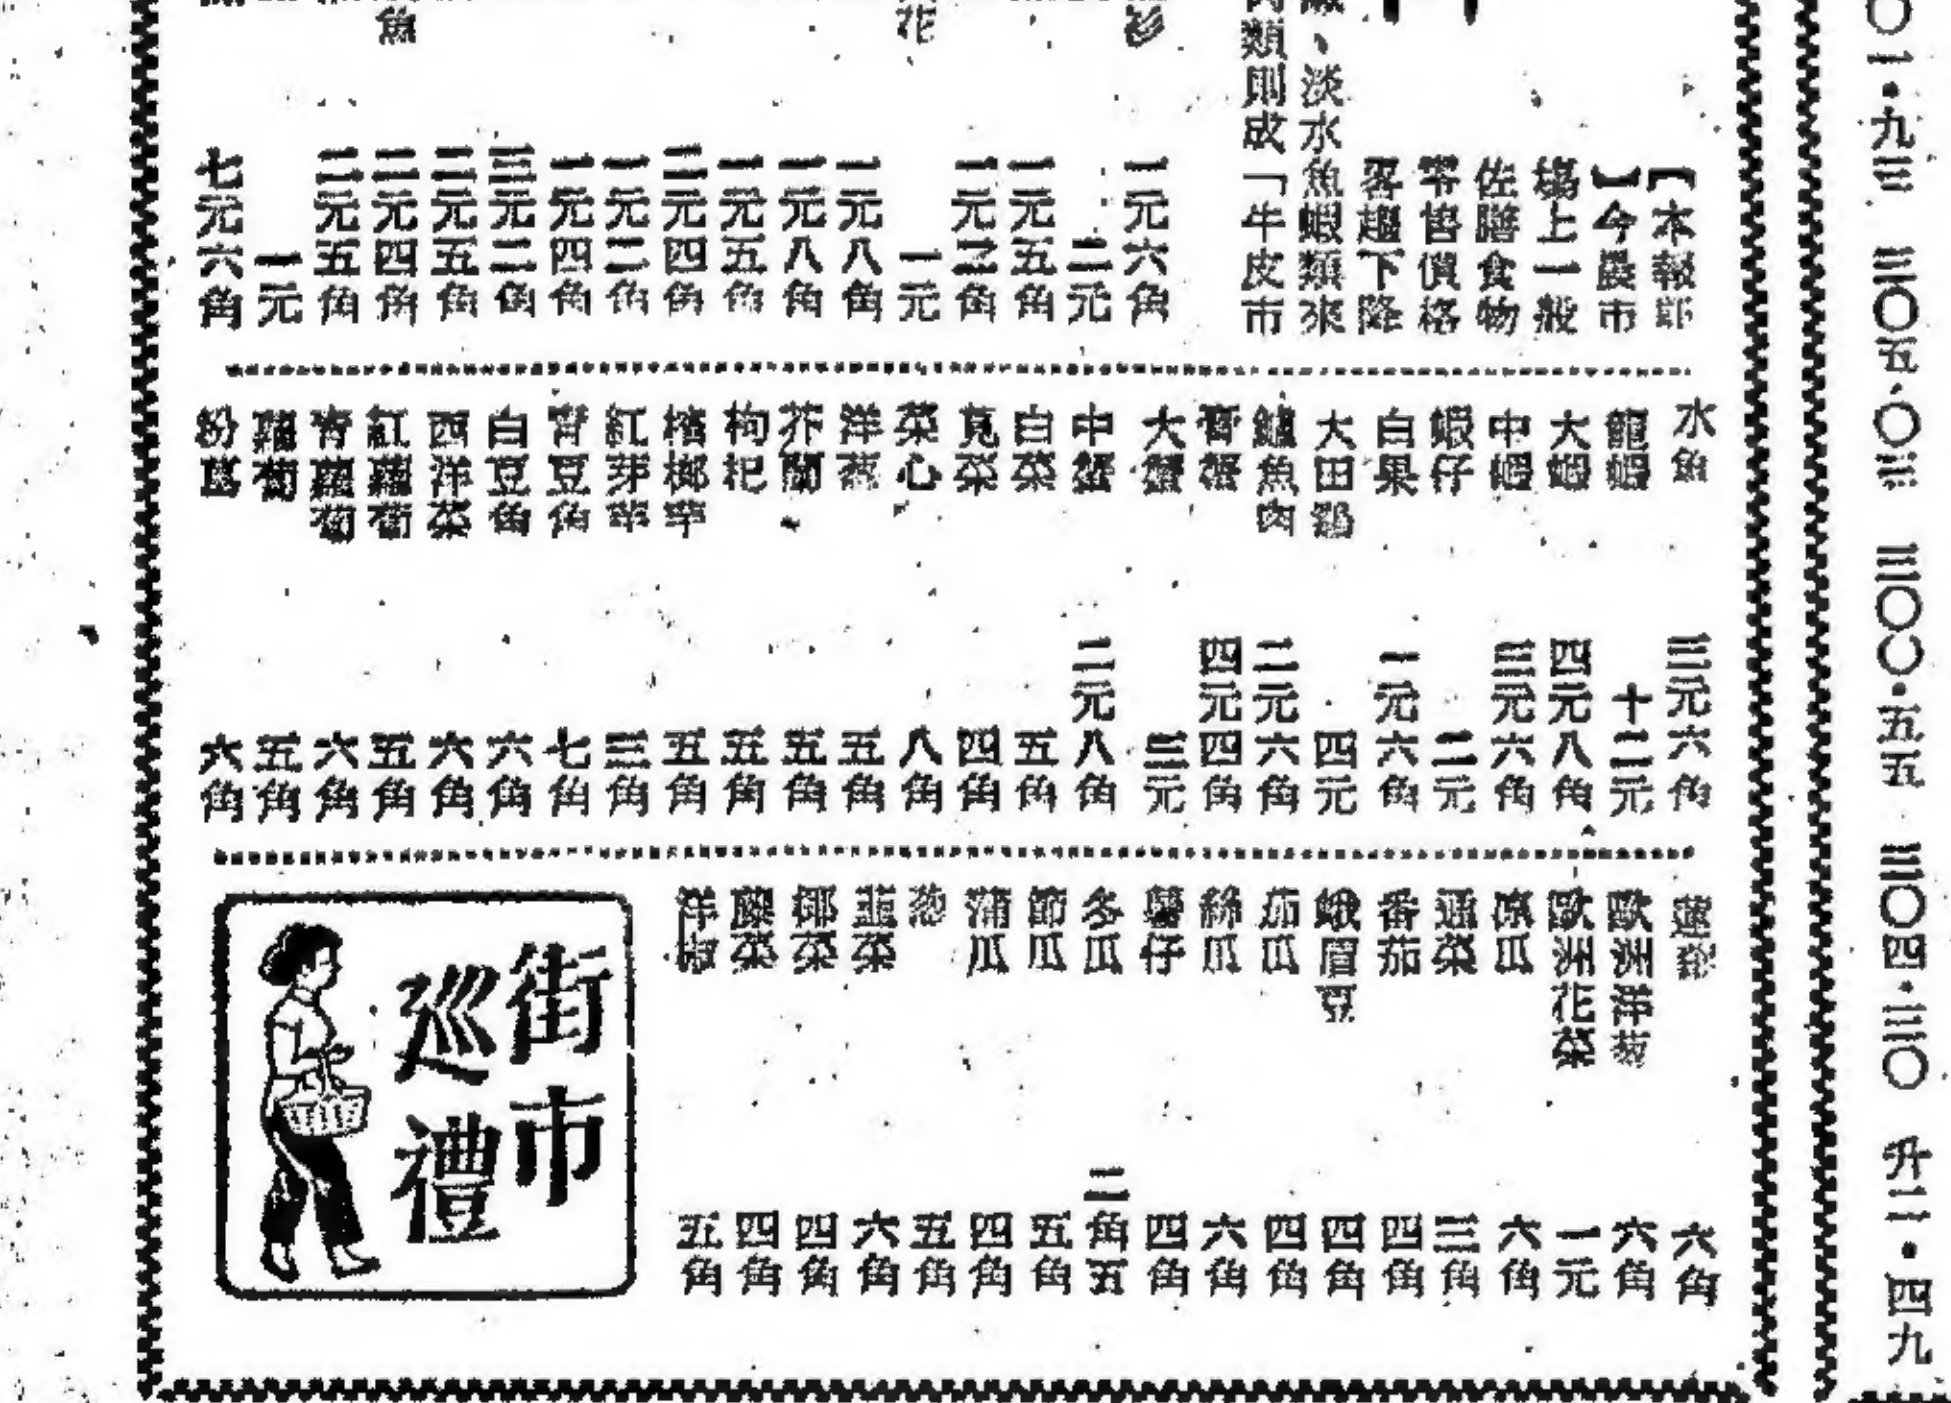 【本報訊
】今晨市
場上一般
佐膳食物
零售價格
畧趨下降
、淡水魚蝦類來
肉類則成「牛皮市
一元六角
二元
一元五角
一元二角
一元
一元八角
一元八角
一元五角
二元四角
一元二角
一元四角
三元二角
二元五角
二元四角
二元五角
一元
七元六角
水魚 三元六角
龍蝦 十二元
大蝦 四元八角
中蝦 三元六角
蝦仔 二元
白果 一元六角
大田鷄 四元
鱸魚肉 二元六角
膏蟹 四元四角
大蟹 三元
中蟹 二元八角
白菜 五角
莧菜 四角
菜心 八角
洋葱 五角
芥蘭 五角
枸杞 五角
檳榔芋 五角
紅芽芋 三角
青豆角 七角
白豆角 六角
西洋菜 六角
紅蘿蔔 五角
青蘿蔔 六角
蘿蔔 五角
粉葛 六角
蓮藕 六角
歐洲洋葱 六角
歐洲花菜 一元
凉瓜 六角
通菜 三角
番茄 四角
蛾眉豆 四角
茄瓜 四角
絲瓜 六角
薯仔 四角
冬瓜 二角五
節瓜 五角
蒲瓜 四角
葱 五角
韮菜 六角
椰菜 四角
藤菜 四角
洋椒 五角
街市
巡禮
〇一・九三 三〇五・〇三 三〇〇・五五 三〇四・三〇 升二・四九